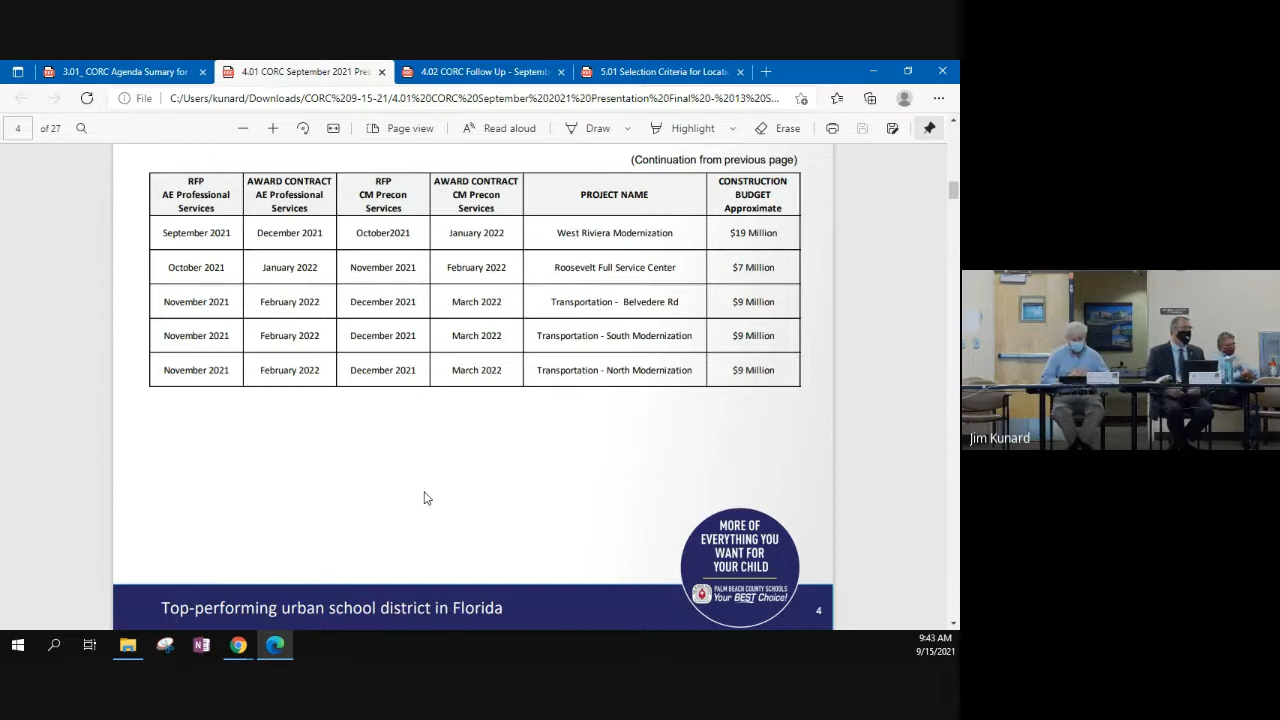 3.01_ CORC Agenda Sumary for
4.01 CORC September 2021 Pres
4.02 CORC Follow Up - Septemb
5.01 Selection Criteria for Locati
File
C:/Users/kunard/Downloads/CORC%209-15-21/4.01%20CORC%20September%202021%20Presentation%20Final%20-%2013%20S...
4 of 27
Page view
Read aloud
Draw
Highlight
Erase
(Continuation from previous page)
RFP AE Professional Services
AWARD CONTRACT AE Professional Services
RFP CM Precon Services
AWARD CONTRACT CM Precon Services
PROJECT NAME
CONSTRUCTION BUDGET Approximate
September 2021 December 2021 October2021 January 2022 West Riviera Modernization $19 Million
October 2021 January 2022 November 2021 February 2022 Roosevelt Full Service Center $7 Million
November 2021 February 2022 December 2021 March 2022 Transportation - Belvedere Rd $9 Million
November 2021 February 2022 December 2021 March 2022 Transportation - South Modernization $9 Million
November 2021 February 2022 December 2021 March 2022 Transportation - North Modernization $9 Million
MORE OF
EVERYTHING YOU
WANT FOR
YOUR CHILD
PALM BEACH COUNTY SCHOOLS
Your BEST Choice!
Top-performing urban school district in Florida
4
Jim Kunard
9:43 AM
9/15/2021